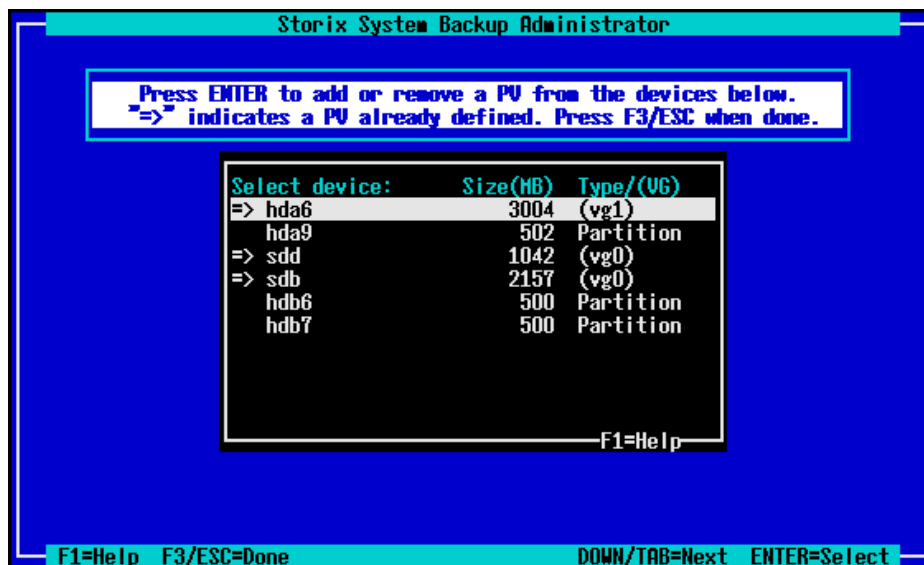 Storix System Backup Administrator
Press ENTER to add or remove a PV from the devices below.
"=>" indicates a PV already defined. Press F3/ESC when done.
Select device: Size(MB) Type/(VG)
=> hda6 3004 (vg1)
hda9 502 Partition
=> sdd 1042 (vg0)
=> sdb 2157 (vg0)
hdb6 500 Partition
hdb7 500 Partition
F1=Help
F1=Help F3/ESC=Done DOWN/TAB=Next ENTER=Select